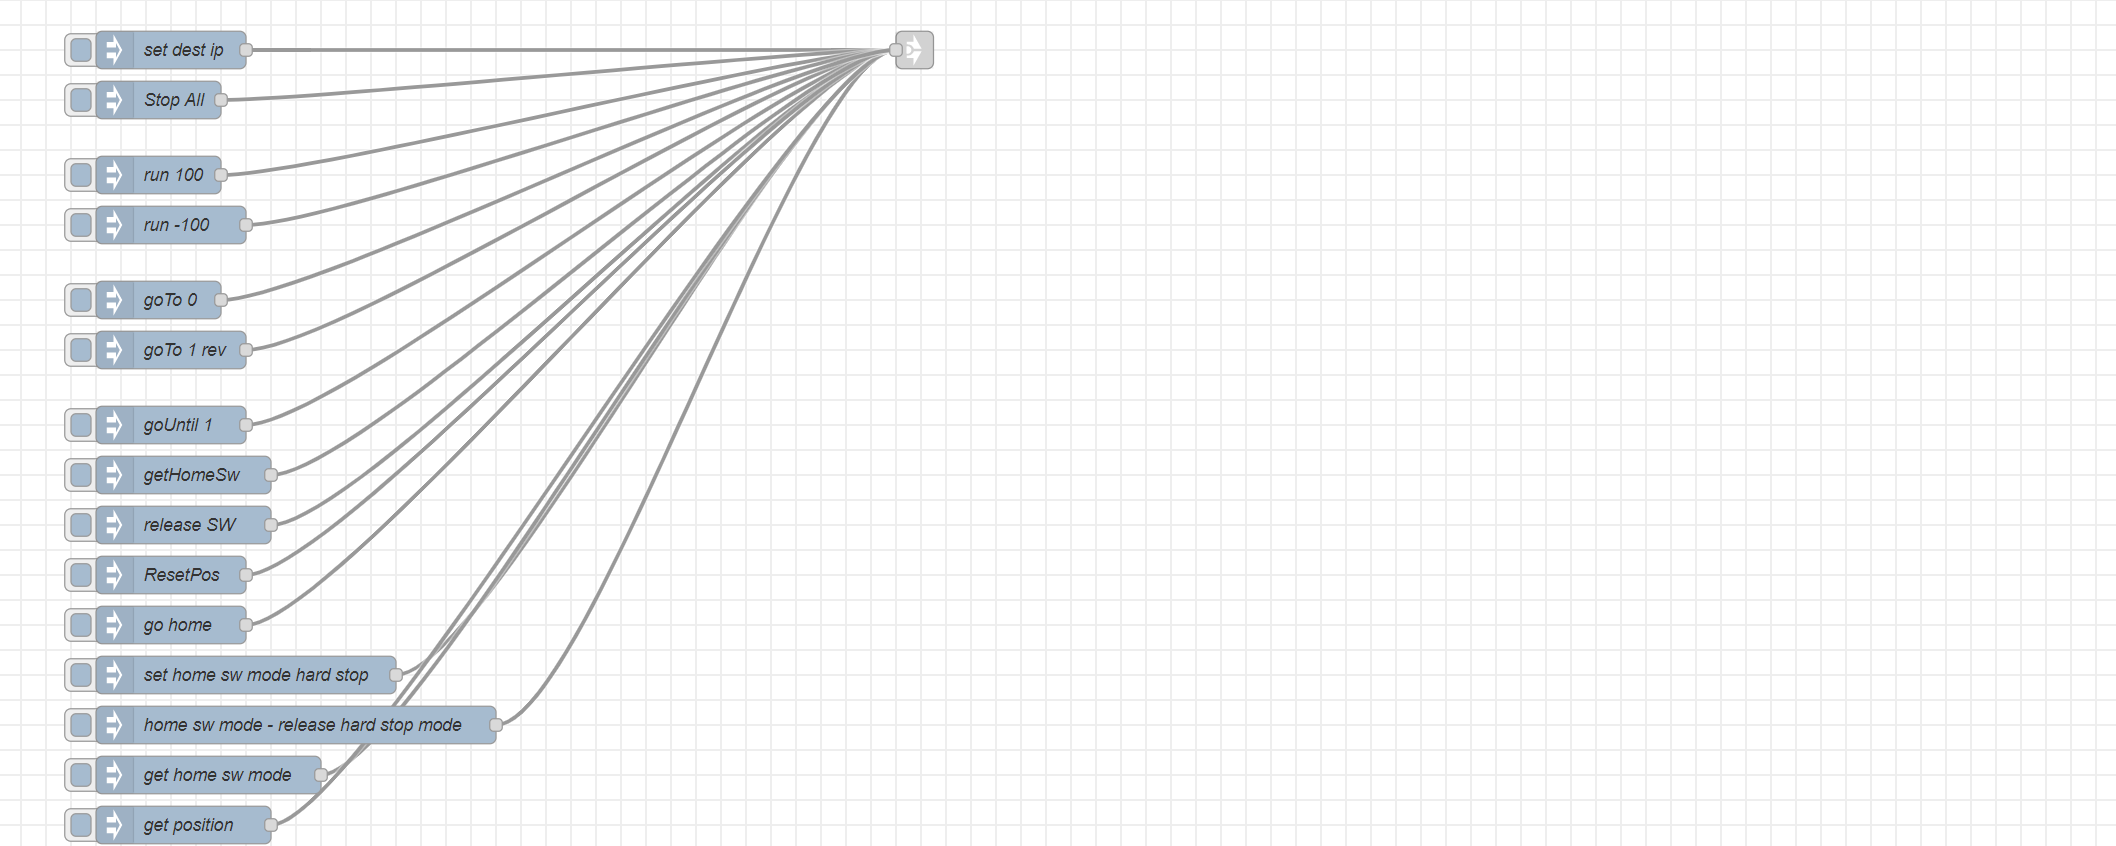 set dest ip
Stop All
run 100
run -100
goTo 0
goTo 1 rev
goUntil 1
getHomeSw
release SW
ResetPos
go home
set home sw mode hard stop
home sw mode - release hard stop mode
get home sw mode
get position